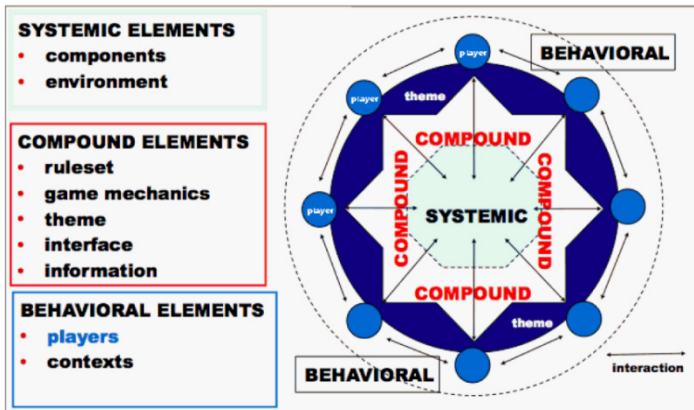 SYSTEMIC ELEMENTS
• components
• environment
COMPOUND ELEMENTS
• ruleset
• game mechanics
• theme
• interface
• information
BEHAVIORAL ELEMENTS
• players
• contexts
player
BEHAVIORAL
player
theme
COMPOUND
COMPOUND
COMPOUND
player
SYSTEMIC
COMPOUND
theme
BEHAVIORAL
interaction